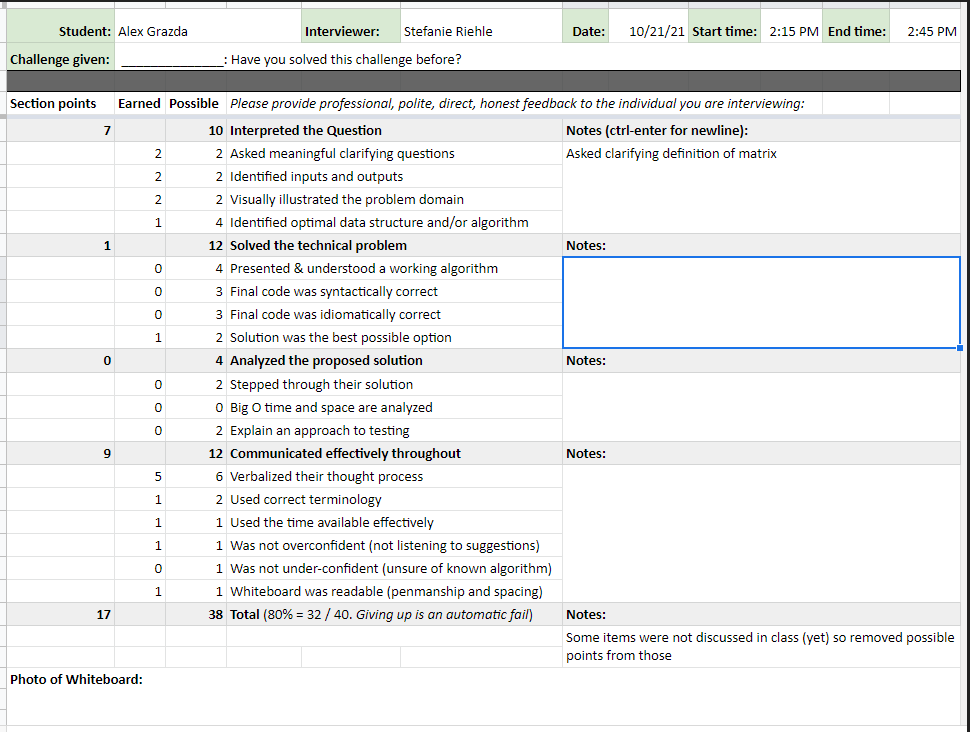 Student: Alex Grazda Interviewer: Stefanie Riehle Date: 10/21/21 Start time: 2:15 PM End time: 2:45 PM
Challenge given: _______________: Have you solved this challenge before?
Section points Earned Possible Please provide professional, polite, direct, honest feedback to the individual you are interviewing:
7 10 Interpreted the Question Notes (ctrl-enter for newline):
2 2 Asked meaningful clarifying questions Asked clarifying definition of matrix
2 2 Identified inputs and outputs
2 2 Visually illustrated the problem domain
1 4 Identified optimal data structure and/or algorithm
1 12 Solved the technical problem Notes:
0 4 Presented & understood a working algorithm
0 3 Final code was syntactically correct
0 3 Final code was idiomatically correct
1 2 Solution was the best possible option
0 4 Analyzed the proposed solution Notes:
0 2 Stepped through their solution
0 0 Big O time and space are analyzed
0 2 Explain an approach to testing
9 12 Communicated effectively throughout Notes:
5 6 Verbalized their thought process
1 2 Used correct terminology
1 1 Used the time available effectively
1 1 Was not overconfident (not listening to suggestions)
0 1 Was not under-confident (unsure of known algorithm)
1 1 Whiteboard was readable (penmanship and spacing)
17 38 Total (80% = 32 / 40. Giving up is an automatic fail) Notes:
Some items were not discussed in class (yet) so removed possible
points from those
Photo of Whiteboard: